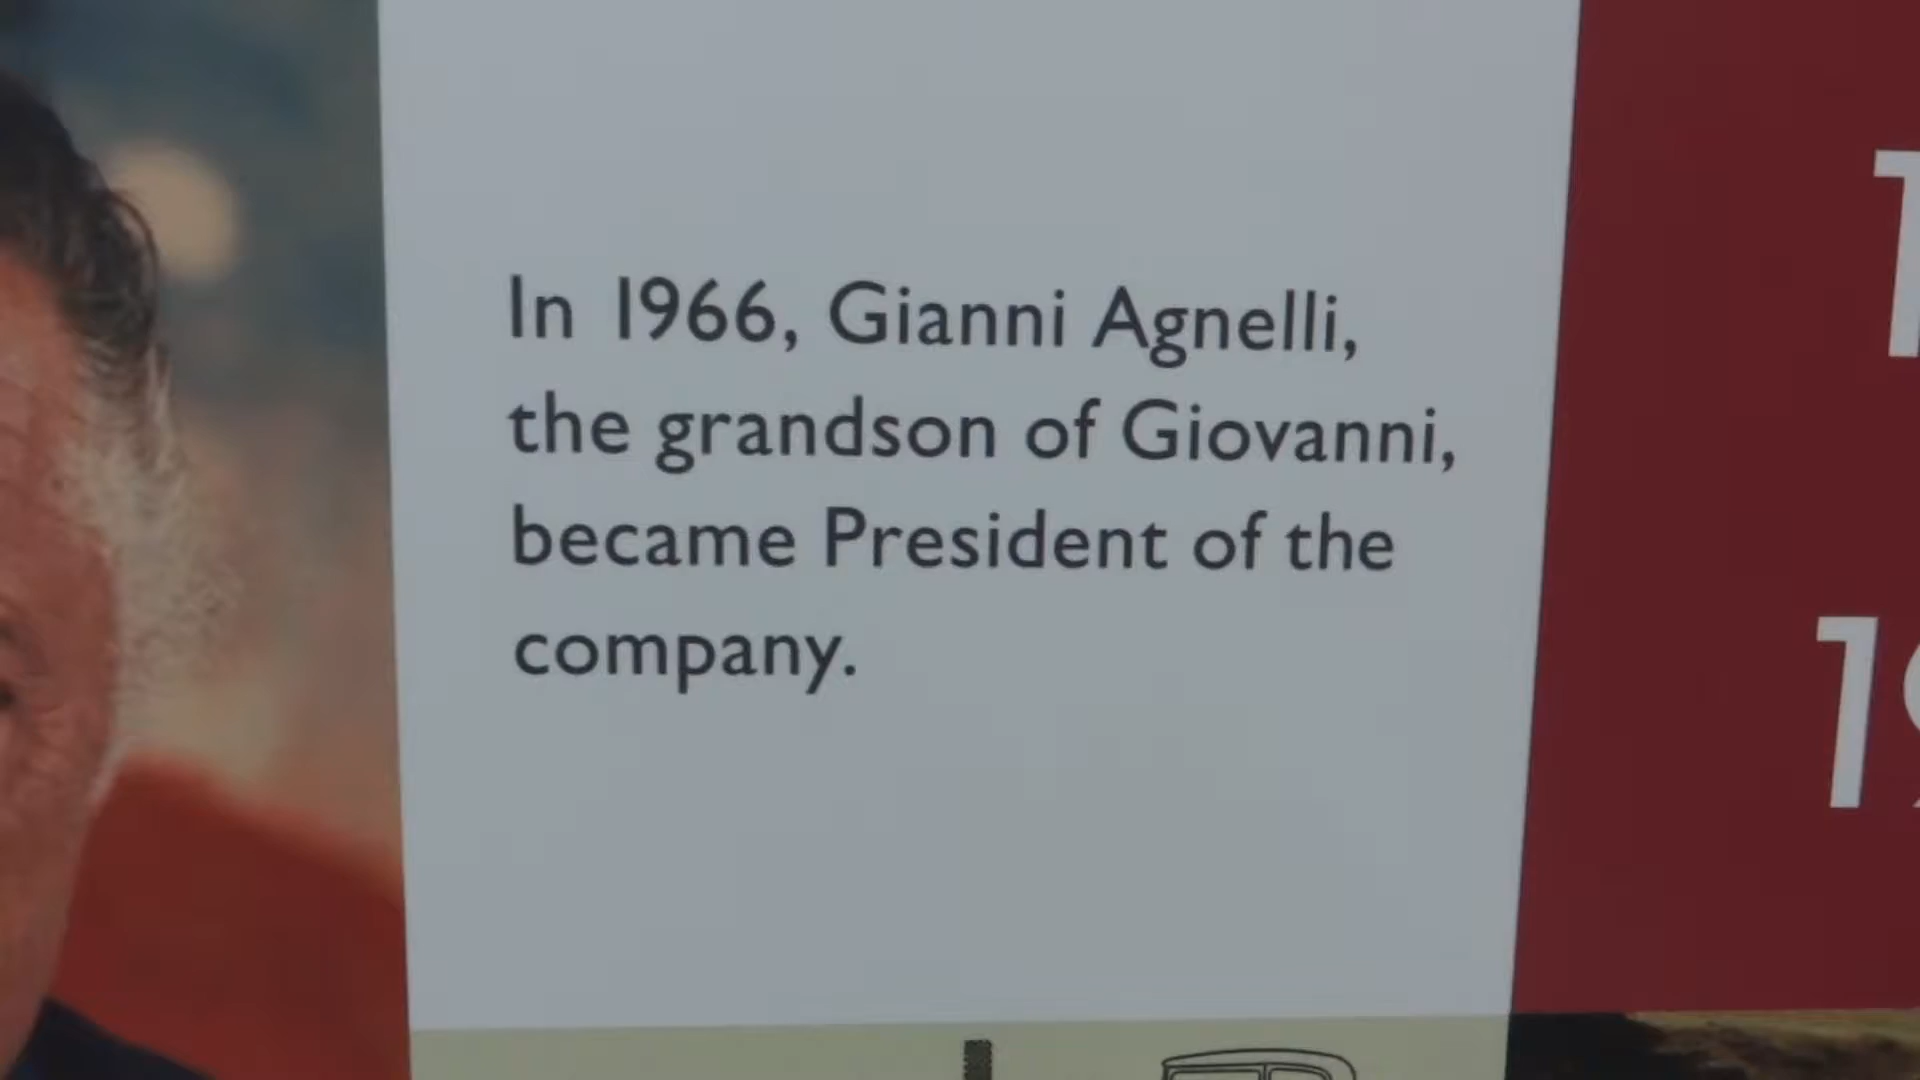 In 1966, Gianni Agnelli,
the grandson of Giovanni,
became President of the
company.